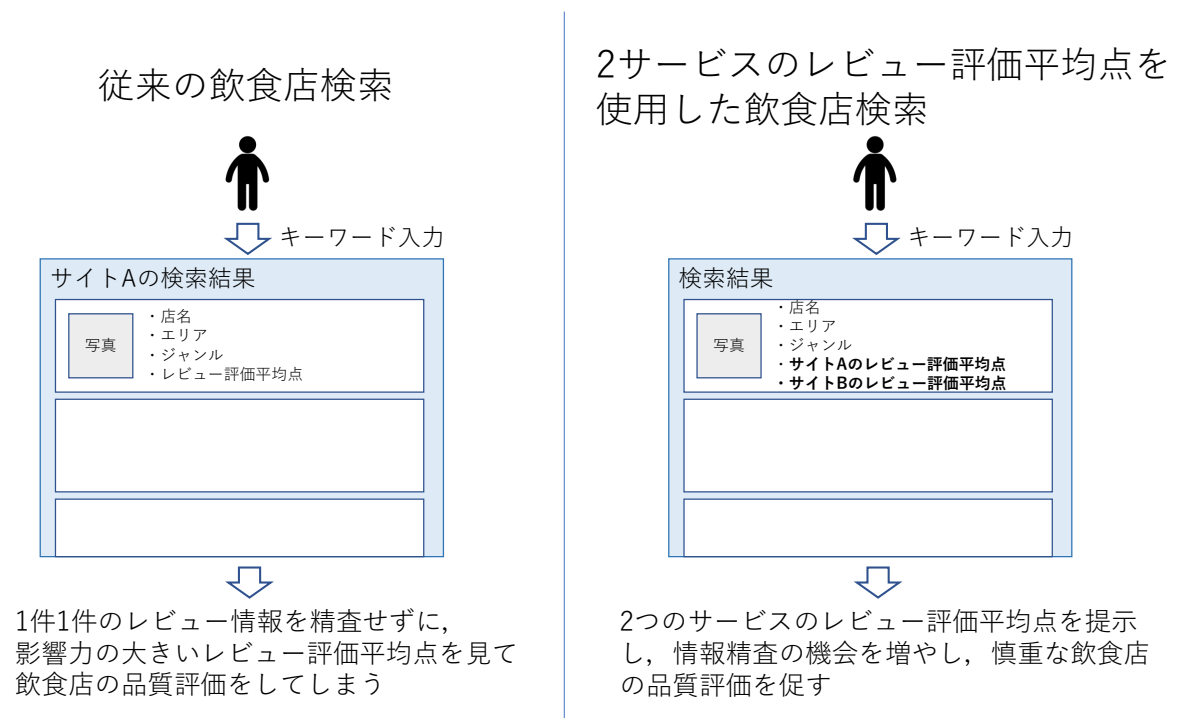 従来の飲食店検索
キーワード入力
サイトAの検索結果
写真
・店名
・エリア
・ジャンル
・レビュー評価平均点
1件1件のレビュー情報を精査せずに，
影響力の大きいレビュー評価平均点を見て
飲食店の品質評価をしてしまう
2サービスのレビュー評価平均点を
使用した飲食店検索
キーワード入力
検索結果
写真
・店名
・エリア
・ジャンル
・サイトAのレビュー評価平均点
・サイトBのレビュー評価平均点
2つのサービスのレビュー評価平均点を提示
し，情報精査の機会を増やし，慎重な飲食店
の品質評価を促す